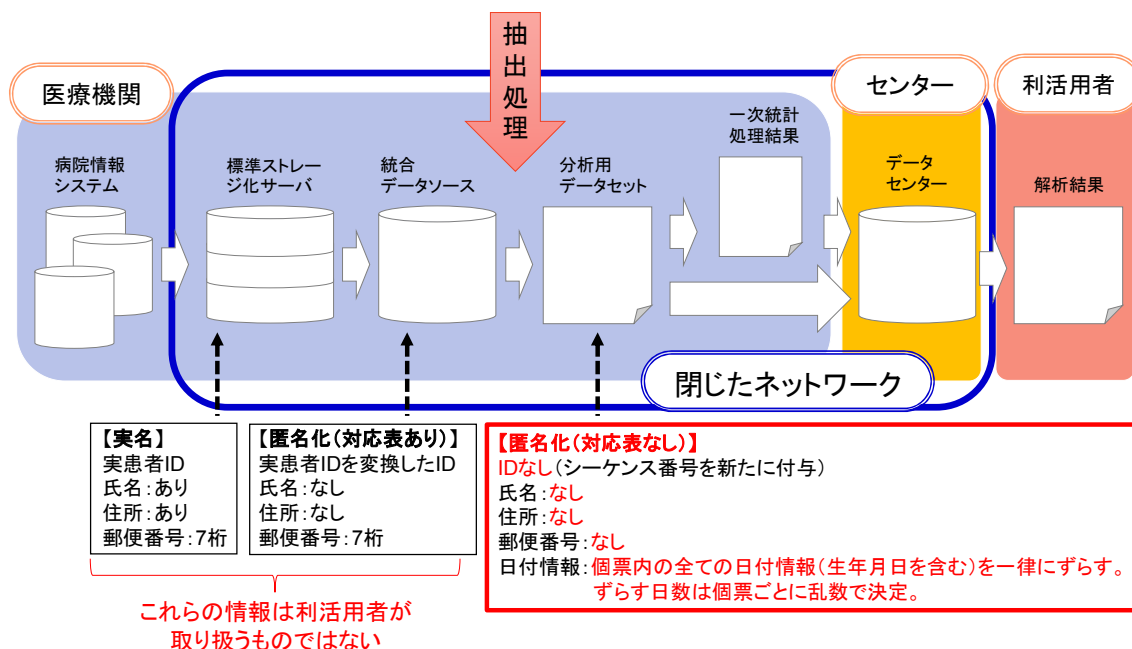 抽出処理
医療機関
センター
利活用者
病院情報
システム
標準ストレー
ジ化サーバ
統合
データソース
分析用
データセット
一次統計
処理結果
データ
センター
解析結果
閉じたネットワーク
【実名】
実患者ID
氏名：あり
住所：あり
郵便番号：7桁
【匿名化（対応表あり）】
実患者IDを変換したID
氏名：なし
住所：なし
郵便番号：7桁
【匿名化（対応表なし）】
IDなし（シーケンス番号を新たに付与）
氏名：なし
住所：なし
郵便番号：なし
日付情報：個票内の全ての日付情報（生年月日を含む）を一律にずらす。
ずらす日数は個票ごとに乱数で決定。
これらの情報は利活用者が
取り扱うものではない